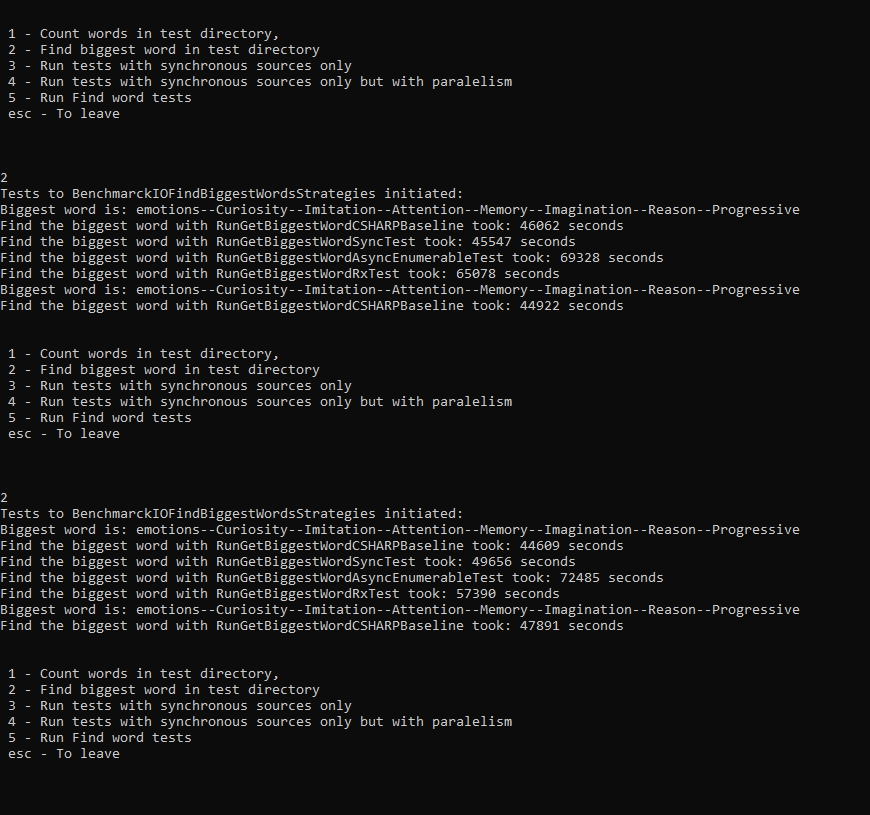 1 - Count words in test directory,
2 - Find biggest word in test directory
3 - Run tests with synchronous sources only
4 - Run tests with synchronous sources only but with paralelism
5 - Run Find word tests
esc - To leave
2
Tests to BenchmarckIOFindBiggestWordsStrategies initiated:
Biggest word is: emotions--Curiosity--Imitation--Attention--Memory--Imagination--Reason--Progressive
Find the biggest word with RunGetBiggestWordCSHARPBaseline took: 46062 seconds
Find the biggest word with RunGetBiggestWordSyncTest took: 45547 seconds
Find the biggest word with RunGetBiggestWordAsyncEnumerableTest took: 69328 seconds
Find the biggest word with RunGetBiggestWordRxTest took: 65078 seconds
Biggest word is: emotions--Curiosity--Imitation--Attention--Memory--Imagination--Reason--Progressive
Find the biggest word with RunGetBiggestWordCSHARPBaseline took: 44922 seconds
1 - Count words in test directory,
2 - Find biggest word in test directory
3 - Run tests with synchronous sources only
4 - Run tests with synchronous sources only but with paralelism
5 - Run Find word tests
esc - To leave
2
Tests to BenchmarckIOFindBiggestWordsStrategies initiated:
Biggest word is: emotions--Curiosity--Imitation--Attention--Memory--Imagination--Reason--Progressive
Find the biggest word with RunGetBiggestWordCSHARPBaseline took: 44609 seconds
Find the biggest word with RunGetBiggestWordSyncTest took: 49656 seconds
Find the biggest word with RunGetBiggestWordAsyncEnumerableTest took: 72485 seconds
Find the biggest word with RunGetBiggestWordRxTest took: 57390 seconds
Biggest word is: emotions--Curiosity--Imitation--Attention--Memory--Imagination--Reason--Progressive
Find the biggest word with RunGetBiggestWordCSHARPBaseline took: 47891 seconds
1 - Count words in test directory,
2 - Find biggest word in test directory
3 - Run tests with synchronous sources only
4 - Run tests with synchronous sources only but with paralelism
5 - Run Find word tests
esc - To leave